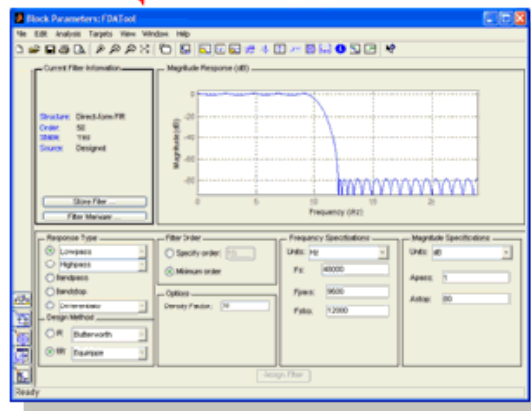 Block Parameters: FDATool
File Edit Analysis Targets View Window Help
Current Filter Information
Structure: Direct-form FIR
Order: 50
Stable: Yes
Source: Designed
Store Filter ...
Filter Manager ...
Magnitude Response (dB)
Magnitude (dB)
0
-20
-40
-60
-80
0 5 10 15 20
Frequency (kHz)
Response Type
Lowpass
Highpass
Bandpass
Bandstop
Differentiator
Design Method
IIR Butterworth
FIR Equiripple
Filter Order
Specify order:
Minimum order
Options
Density Factor:
Frequency Specifications
Units: Hz
Fs: 48000
Fpass: 9600
Fstop: 12000
Magnitude Specifications
Units: dB
Apass: 1
Astop: 80
Design Filter
Ready